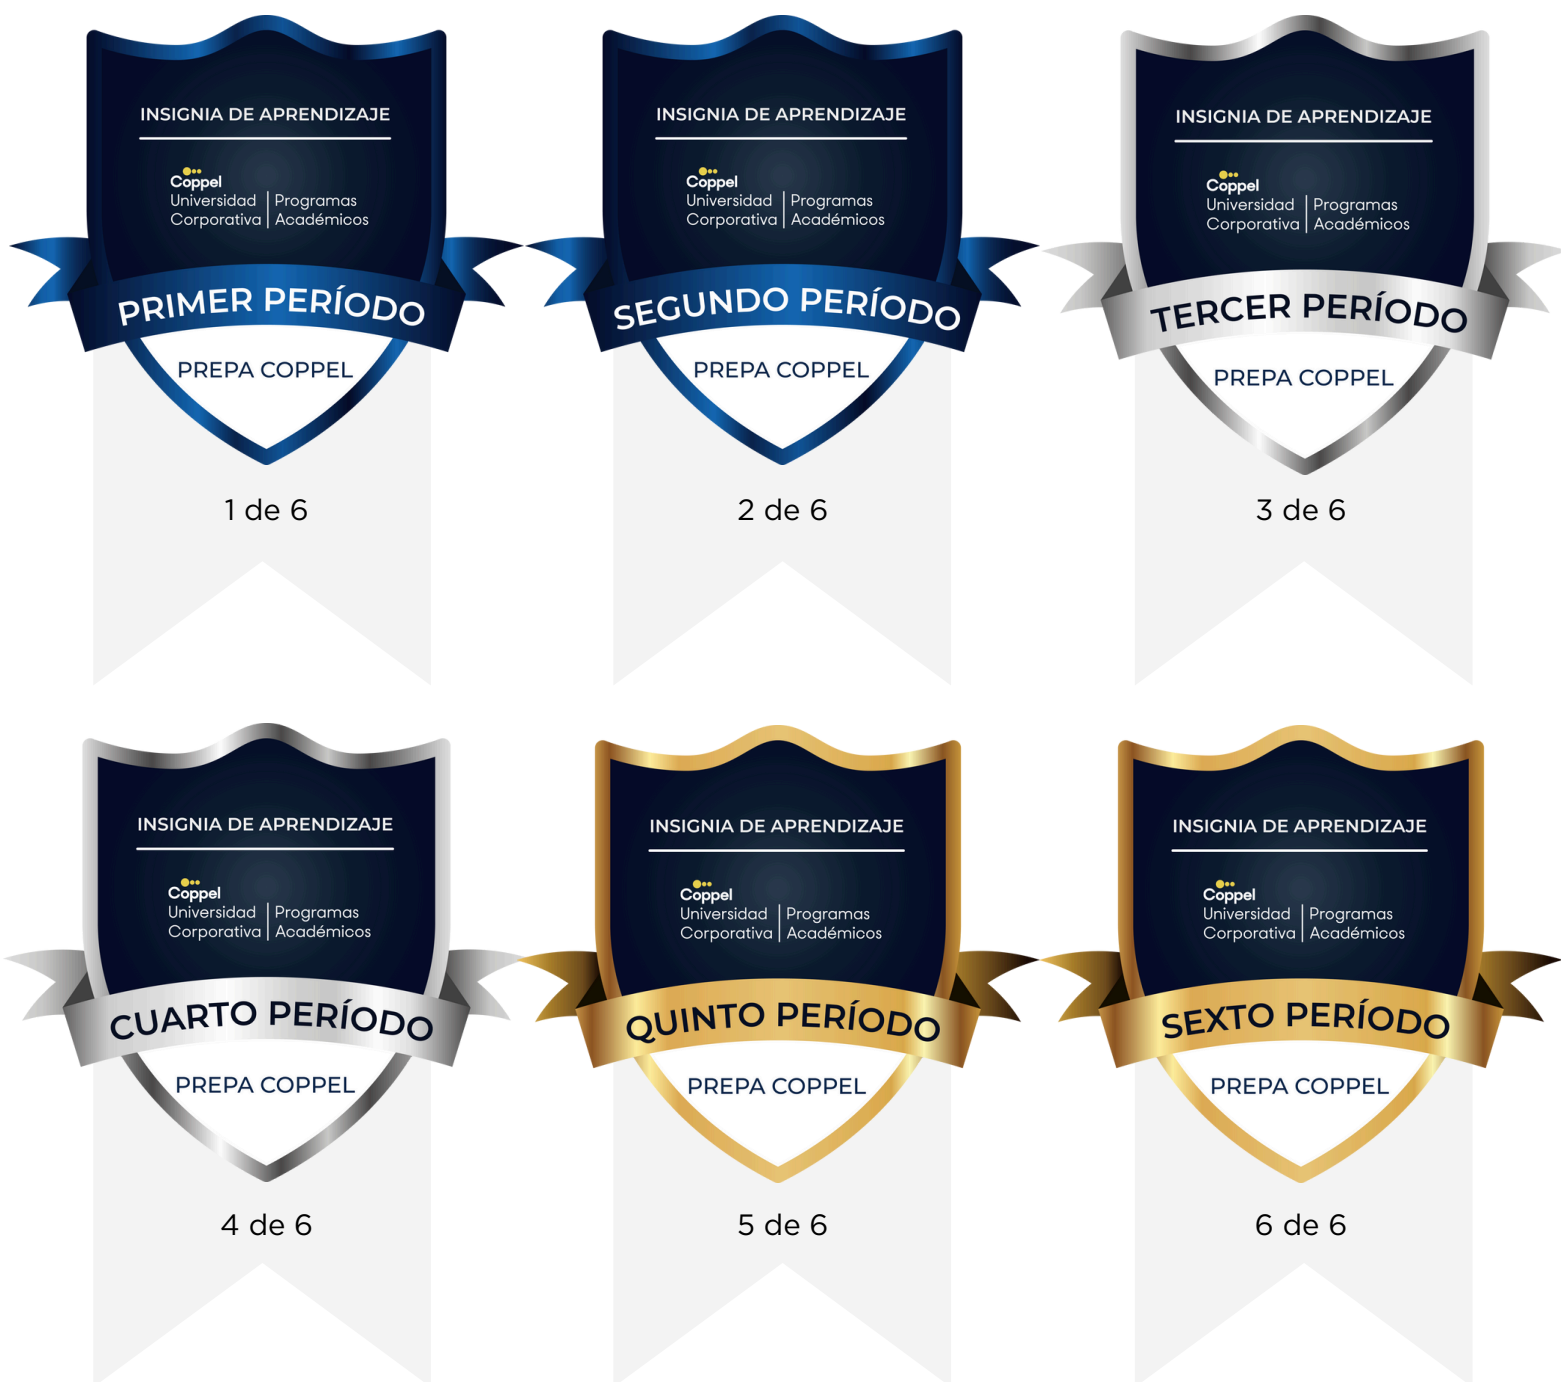 INSIGNIA DE APRENDIZAJE
Coppel
Universidad
Corporativa
Programas
Académicos
PRIMER PERÍODO
PREPA COPPEL
1 de 6
INSIGNIA DE APRENDIZAJE
Coppel
Universidad
Corporativa
Programas
Académicos
SEGUNDO PERÍODO
PREPA COPPEL
2 de 6
INSIGNIA DE APRENDIZAJE
Coppel
Universidad
Corporativa
Programas
Académicos
TERCER PERÍODO
PREPA COPPEL
3 de 6
INSIGNIA DE APRENDIZAJE
Coppel
Universidad
Corporativa
Programas
Académicos
CUARTO PERÍODO
PREPA COPPEL
4 de 6
INSIGNIA DE APRENDIZAJE
Coppel
Universidad
Corporativa
Programas
Académicos
QUINTO PERÍODO
PREPA COPPEL
5 de 6
INSIGNIA DE APRENDIZAJE
Coppel
Universidad
Corporativa
Programas
Académicos
SEXTO PERÍODO
PREPA COPPEL
6 de 6